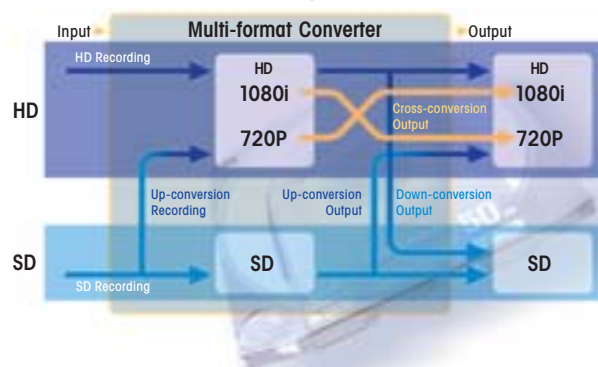 Input
Multi-format Converter
Output
HD Recording
HD
1080i
720P
HD
1080i
720P
Cross-conversion
Output
HD
Up-conversion
Recording
Up-conversion
Output
Down-conversion
Output
SD
SD
SD
SD Recording